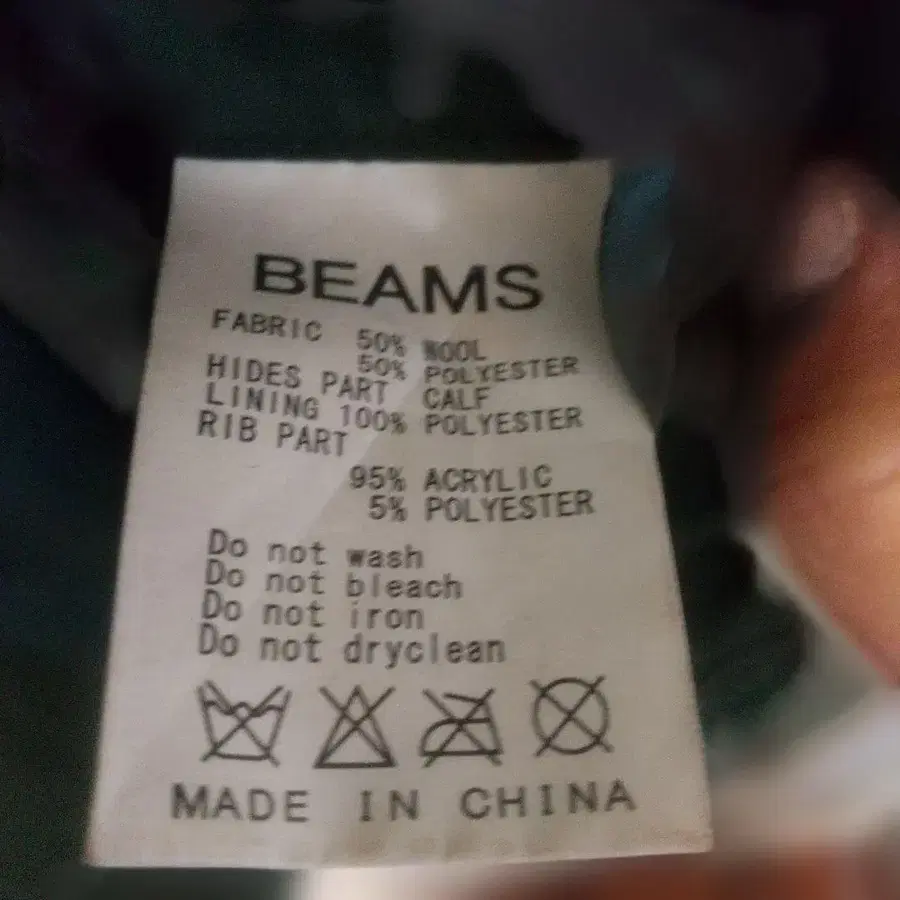 BEAMS
FABRIC 50% WOOL
50% POLYESTER
HIDES PART CALF
LINING 100% POLYESTER
RIB PART
95% ACRYLIC
5% POLYESTER
Do not wash
Do not bleach
Do not iron
Do not dryclean
MADE IN CHINA